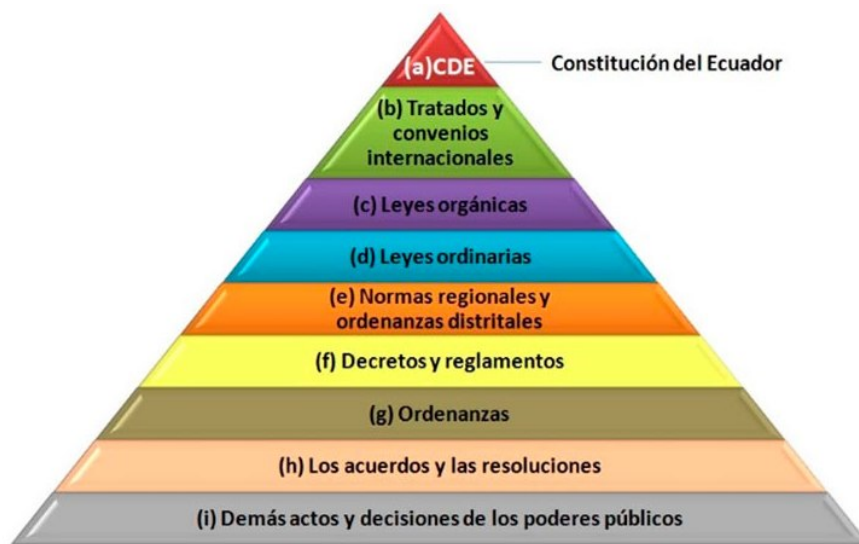 (a)CDE
Constitución del Ecuador
(b) Tratados y
convenios
internacionales
(c) Leyes orgánicas
(d) Leyes ordinarias
(e) Normas regionales y
ordenanzas distritales
(f) Decretos y reglamentos
(g) Ordenanzas
(h) Los acuerdos y las resoluciones
(i) Demás actos y decisiones de los poderes públicos